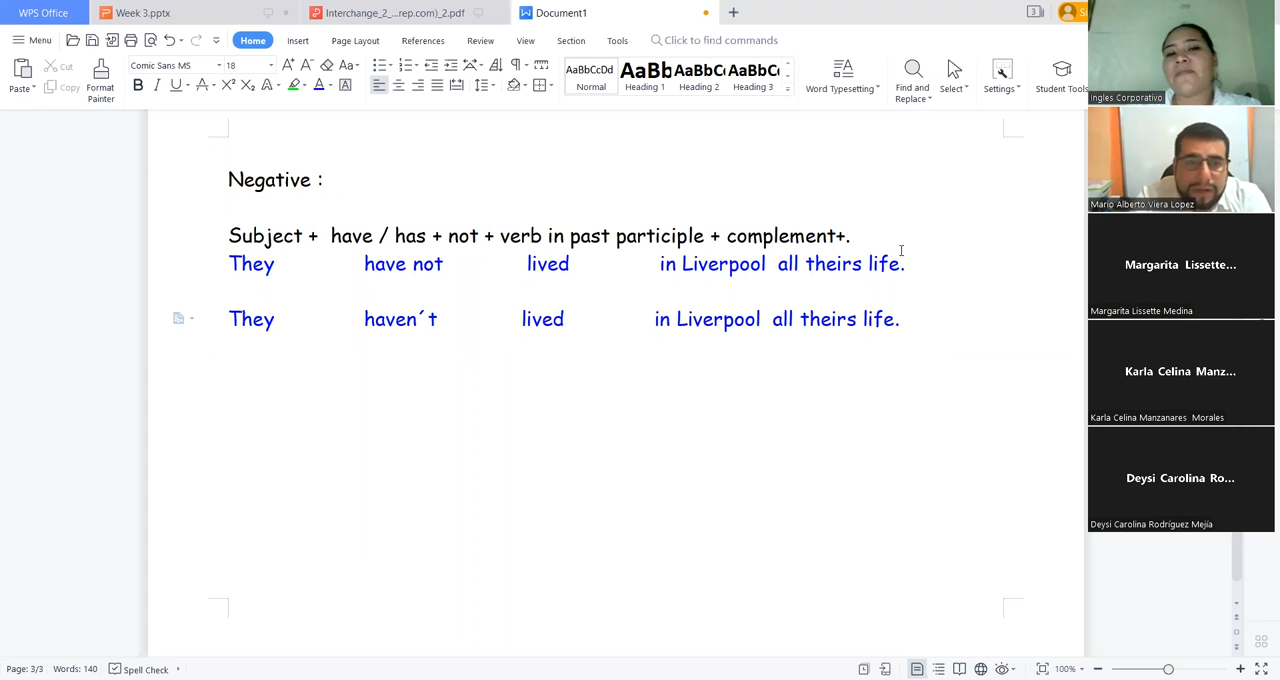 WPS Office
Week 3.pptx
Interchange_2_...rep.com)_2.pdf
Document1
Menu
Home
Insert
Page Layout
References
Review
View
Section
Tools
Click to find commands
Paste
Cut
Copy
Format Painter
Comic Sans MS
18
AaBbCcDd
Normal
AaBb
Heading 1
AaBbCc
Heading 2
AaBbCc
Heading 3
Word Typesetting
Find and Replace
Select
Settings
Student Tools
Negative :
Subject + have / has + not + verb in past participle + complement+.
They have not lived in Liverpool all theirs life.
They haven´t lived in Liverpool all theirs life.
Ingles Corporativo
Mario Alberto Viera Lopez
Margarita Lissette...
Margarita Lissette Medina
Karla Celina Manz...
Karla Celina Manzanares Morales
Deysi Carolina Ro...
Deysi Carolina Rodríguez Mejía
Page: 3/3 Words: 140 Spell Check
100%